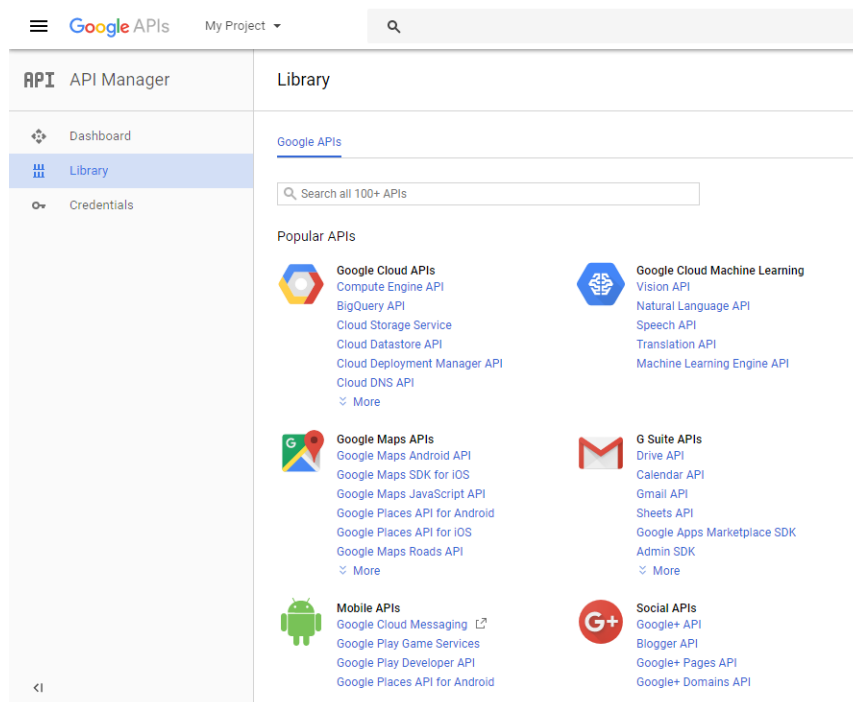 Google APIs
My Project
API API Manager
Library
Dashboard
Library
Credentials
Google APIs
Search all 100+ APIs
Popular APIs
Google Cloud APIs
Compute Engine API
BigQuery API
Cloud Storage Service
Cloud Datastore API
Cloud Deployment Manager API
Cloud DNS API
More
Google Cloud Machine Learning
Vision API
Natural Language API
Speech API
Translation API
Machine Learning Engine API
G
Google Maps APIs
Google Maps Android API
Google Maps SDK for iOS
Google Maps JavaScript API
Google Places API for Android
Google Places API for iOS
Google Maps Roads API
More
G Suite APIs
Drive API
Calendar API
Gmail API
Sheets API
Google Apps Marketplace SDK
Admin SDK
More
Mobile APIs
Google Cloud Messaging
Google Play Game Services
Google Play Developer API
Google Places API for Android
G+
Social APIs
Google+ API
Blogger API
Google+ Pages API
Google+ Domains API